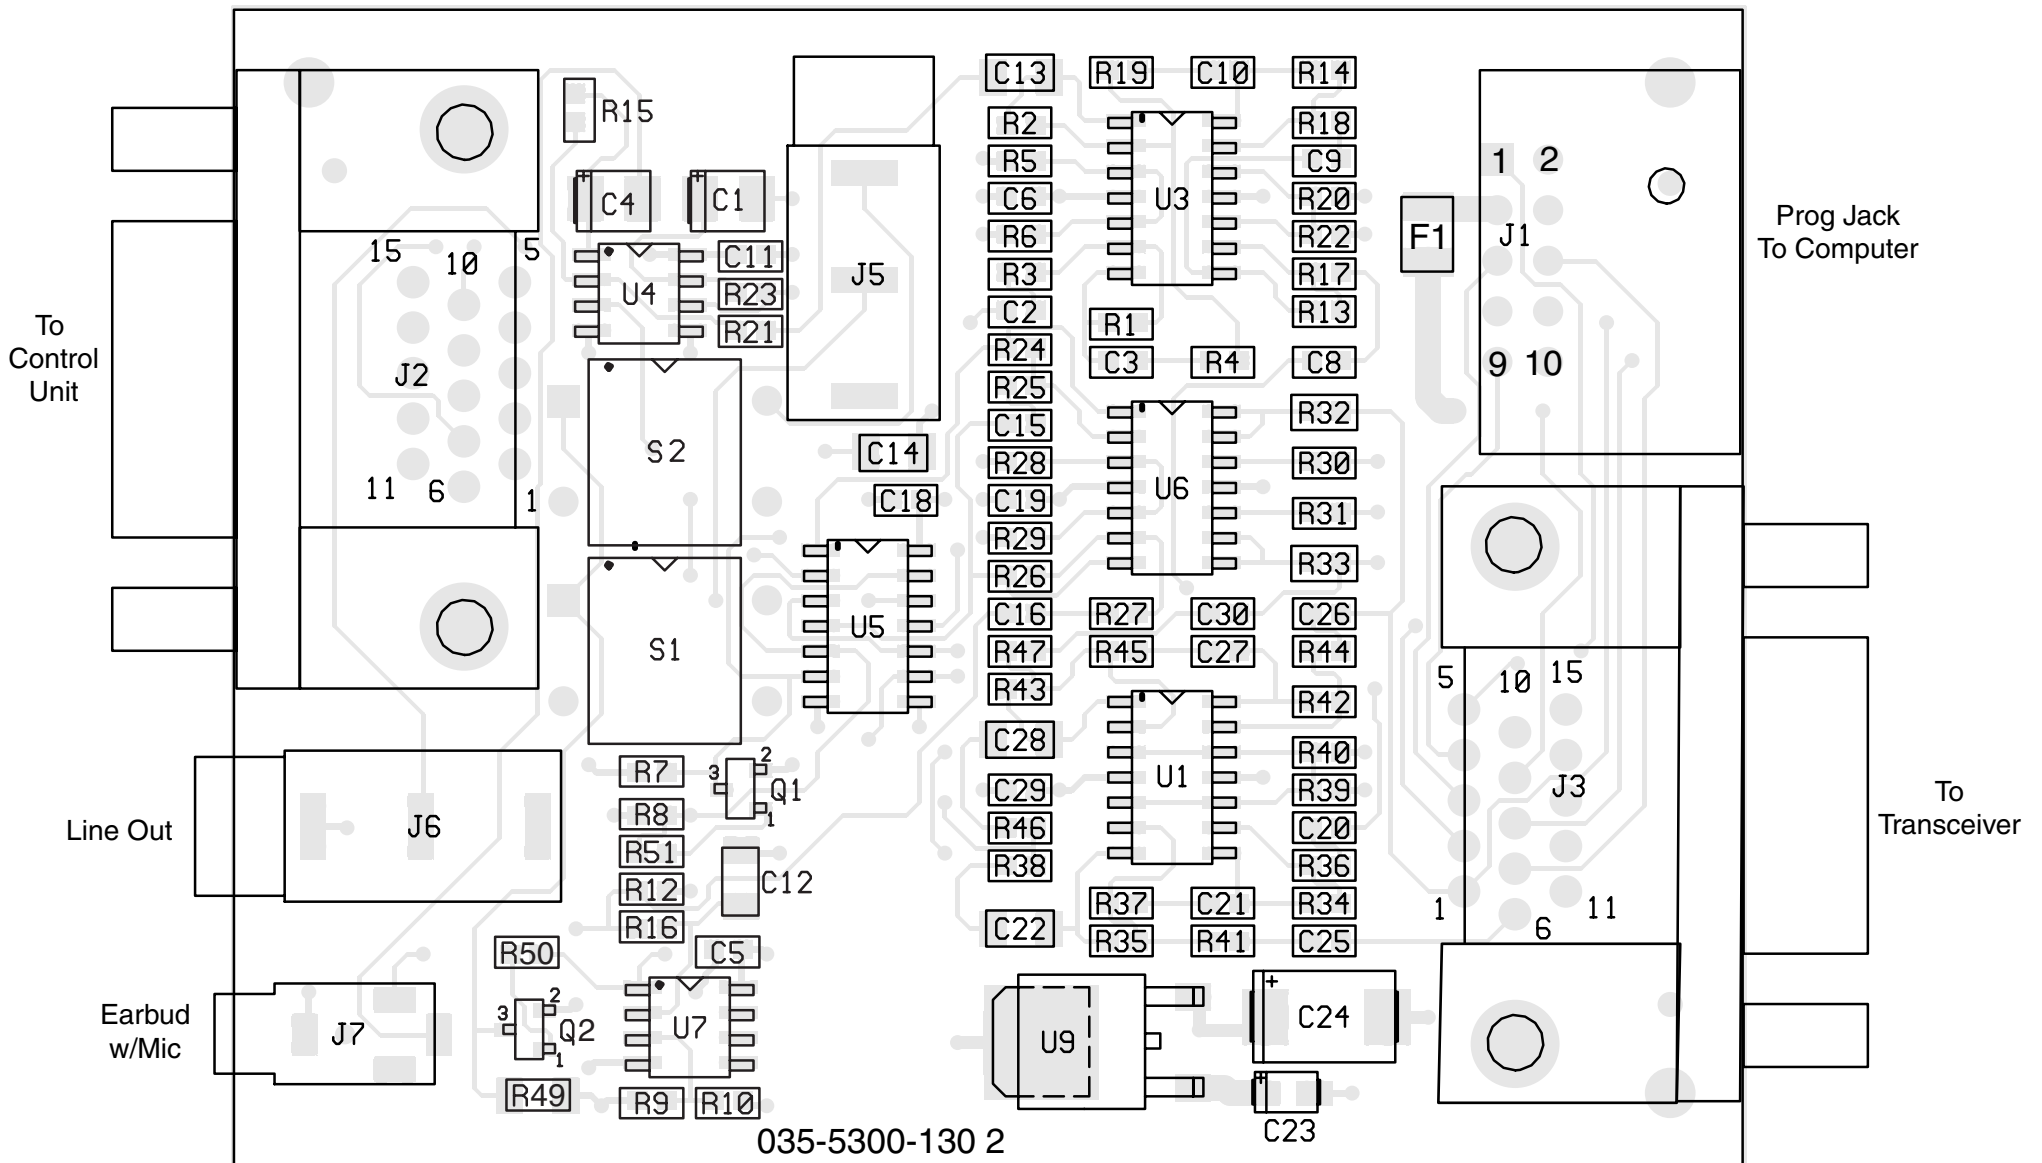 C13 R19 C10 R14
R15
R2 R18
1 2
R5 C9
C4 C1 C6 U3 R20
F1 J1
Prog Jack
To Computer
15 10 5
C11 R6 R22
J5
U4 R23 R3 R17
R21 C2 R1 R13
To
Control
Unit
J2
R24 C3 R4 C8
9 10
R25 R32
S2 C14 C15
R28 R30
11 6 1
C18 C19 U6 R31
R29 R33
R26
S1 U5 C16 R27 C30 C26
R47 R45 C27 R44
5 10 15
R43 R42
C28 R40
R7 3 2 Q1 1
C29 U1 R39
J3
To
Transceiver
Line Out
J6
R8
R46 C20
R51 R38 R36
R12 C12
R37 C21 R34
1 6 11
R16 C22 R35 R41 C25
R50 C5
Earbud
w/Mic
J7
3 2 Q2 1
U7 U9 + C24
R49 R9 R10
+
C23
035-5300-130 2